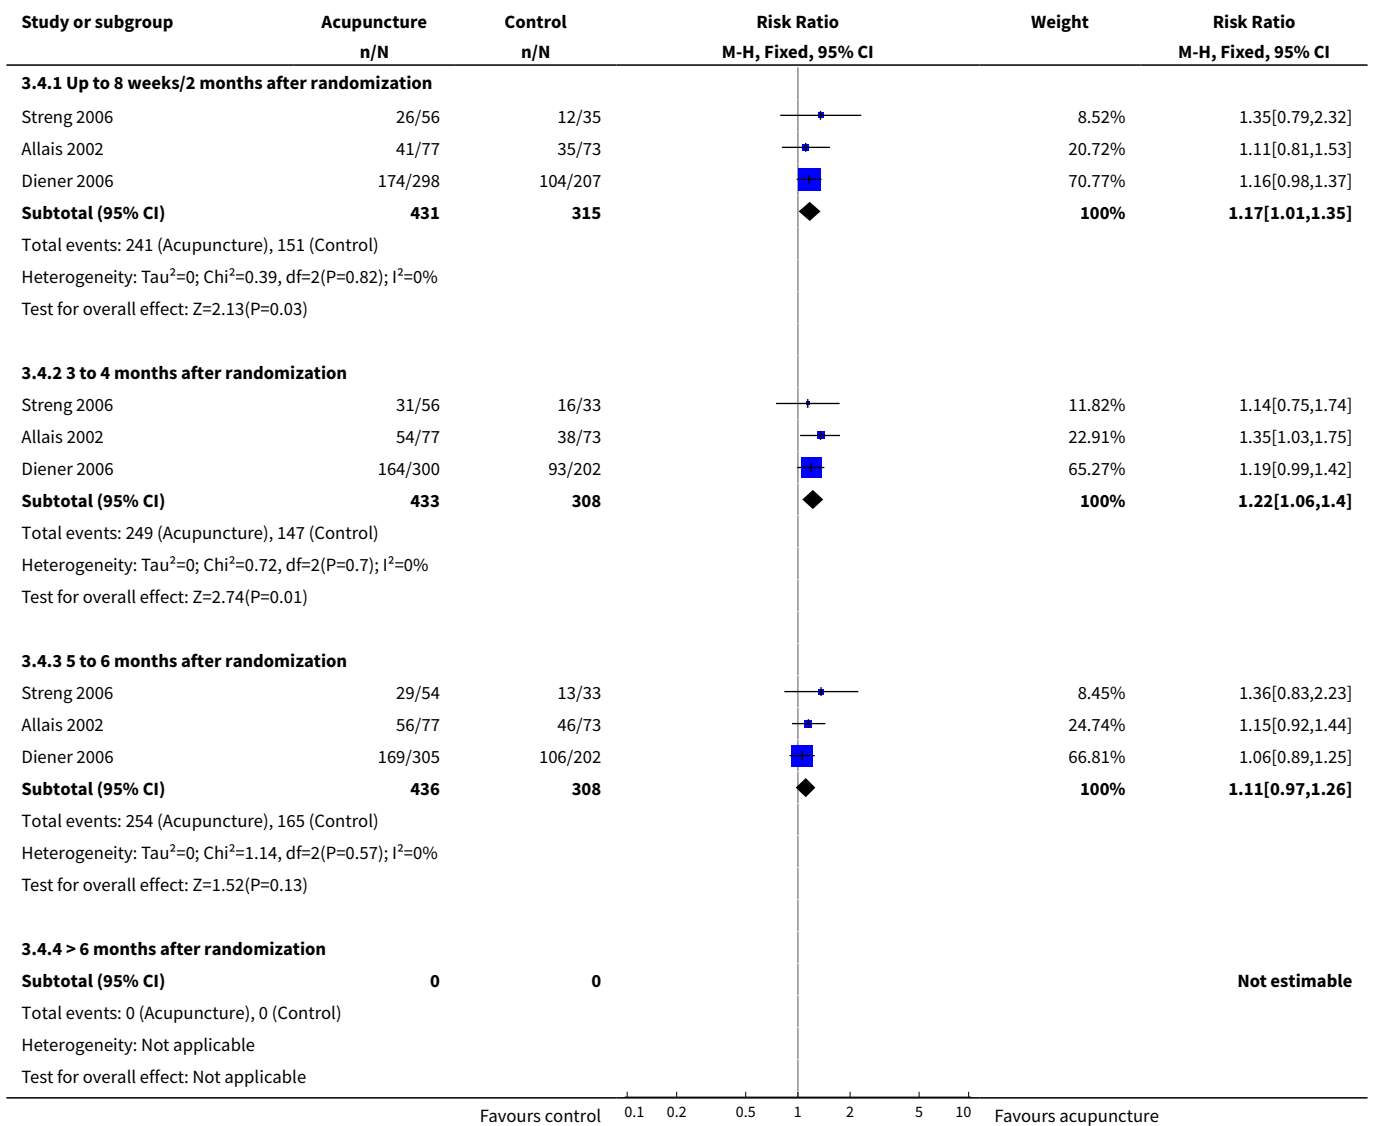 Study or subgroup Acupuncture Control Risk Ratio Weight Risk Ratio
n/N n/N M-H, Fixed, 95% CI M-H, Fixed, 95% CI
3.4.1 Up to 8 weeks/2 months after randomization
Streng 2006 26/56 12/35 8.52% 1.35[0.79,2.32]
Allais 2002 41/77 35/73 20.72% 1.11[0.81,1.53]
Diener 2006 174/298 104/207 70.77% 1.16[0.98,1.37]
Subtotal (95% CI) 431 315 100% 1.17[1.01,1.35]
Total events: 241 (Acupuncture), 151 (Control)
Heterogeneity: Tau²=0; Chi²=0.39, df=2(P=0.82); I²=0%
Test for overall effect: Z=2.13(P=0.03)
3.4.2 3 to 4 months after randomization
Streng 2006 31/56 16/33 11.82% 1.14[0.75,1.74]
Allais 2002 54/77 38/73 22.91% 1.35[1.03,1.75]
Diener 2006 164/300 93/202 65.27% 1.19[0.99,1.42]
Subtotal (95% CI) 433 308 100% 1.22[1.06,1.4]
Total events: 249 (Acupuncture), 147 (Control)
Heterogeneity: Tau²=0; Chi²=0.72, df=2(P=0.7); I²=0%
Test for overall effect: Z=2.74(P=0.01)
3.4.3 5 to 6 months after randomization
Streng 2006 29/54 13/33 8.45% 1.36[0.83,2.23]
Allais 2002 56/77 46/73 24.74% 1.15[0.92,1.44]
Diener 2006 169/305 106/202 66.81% 1.06[0.89,1.25]
Subtotal (95% CI) 436 308 100% 1.11[0.97,1.26]
Total events: 254 (Acupuncture), 165 (Control)
Heterogeneity: Tau²=0; Chi²=1.14, df=2(P=0.57); I²=0%
Test for overall effect: Z=1.52(P=0.13)
3.4.4 > 6 months after randomization
Subtotal (95% CI) 0 0 Not estimable
Total events: 0 (Acupuncture), 0 (Control)
Heterogeneity: Not applicable
Test for overall effect: Not applicable
Favours control 0.1 0.2 0.5 1 2 5 10 Favours acupuncture